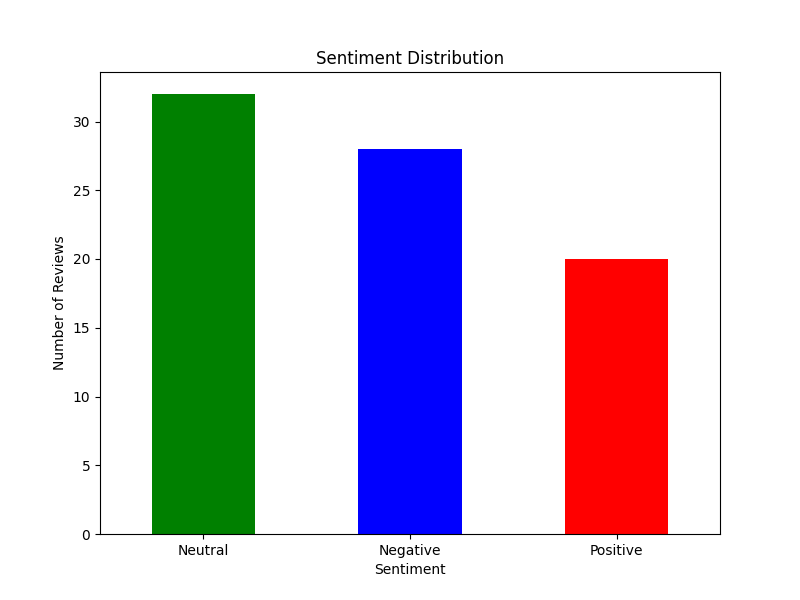 Sentiment Distribution
Number of Reviews
30
25
20
15
10
5
0
Neutral Negative Positive
Sentiment